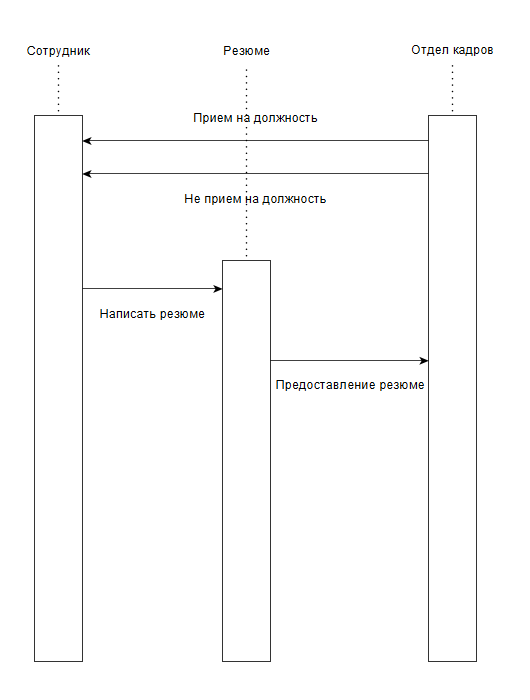 Сотрудник
Резюме
Отдел кадров
Прием на должность
Не прием на должность
Написать резюме
Предоставление резюме